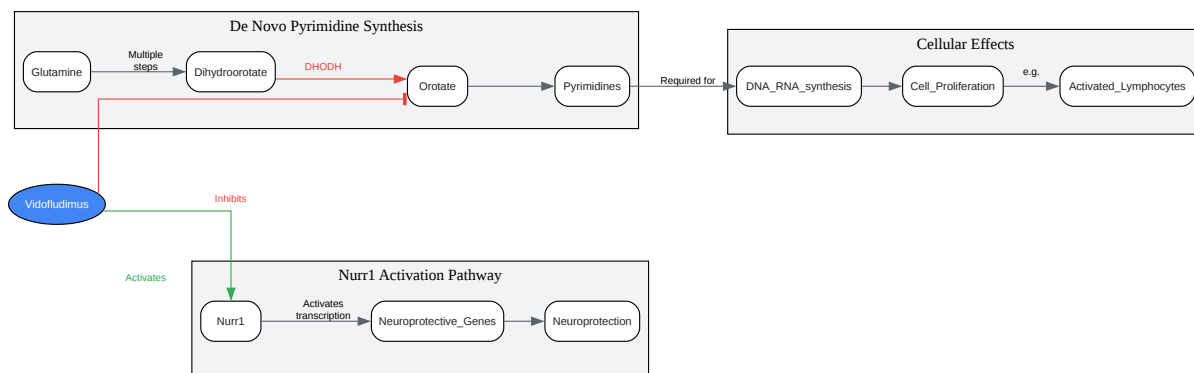 De Novo Pyrimidine Synthesis
Glutamine
Multiple
steps
Dihydroorotate
DHODH
Orotate
Pyrimidines
Required for
Cellular Effects
DNA_RNA_synthesis
Cell_Proliferation
e.g.
Activated_Lymphocytes
Vidofludimus
Inhibits
Activates
Nurr1 Activation Pathway
Nurr1
Activates
transcription
Neuroprotective_Genes
Neuroprotection